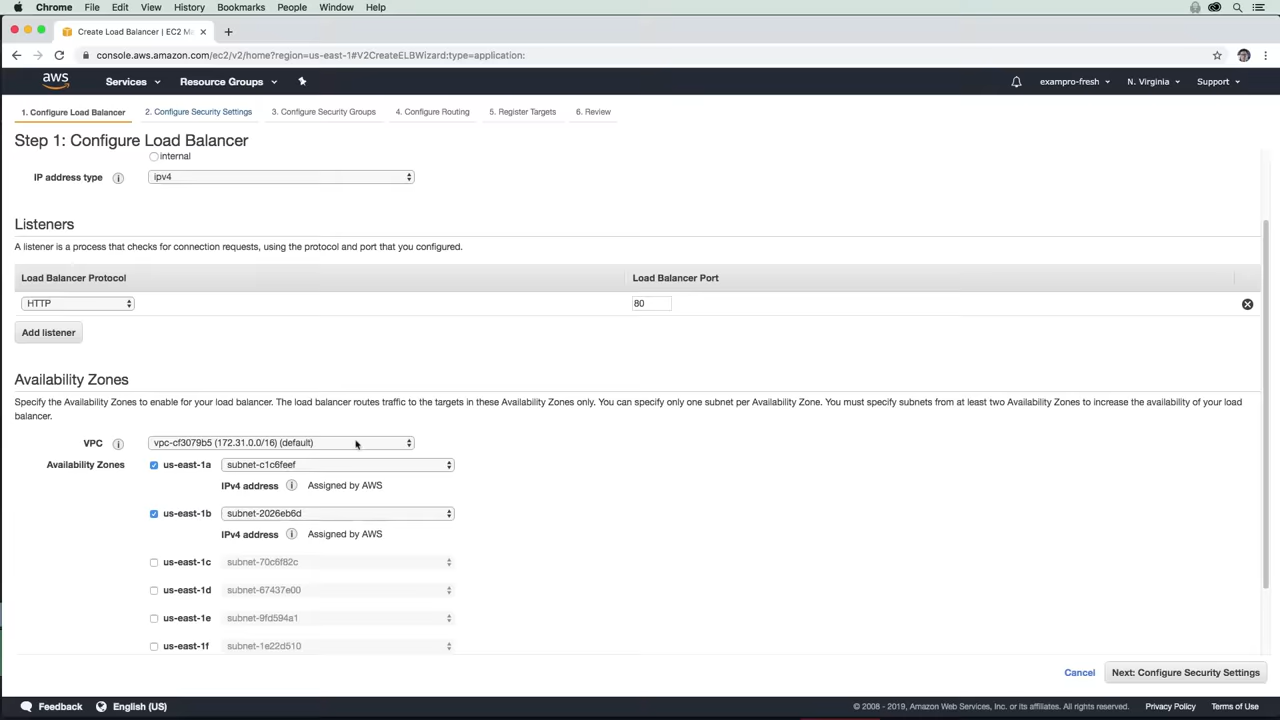 Chrome File Edit View History Bookmarks People Window Help
Create Load Balancer | EC2 Ma
console.aws.amazon.com/ec2/v2/home?region=us-east-1#V2CreateELBWizard:type=application:
aws Services Resource Groups exampro-fresh N. Virginia Support
1. Configure Load Balancer 2. Configure Security Settings 3. Configure Security Groups 4. Configure Routing 5. Register Targets 6. Review
Step 1: Configure Load Balancer
internal
IP address type i ipv4
Listeners
A listener is a process that checks for connection requests, using the protocol and port that you configured.
Load Balancer Protocol Load Balancer Port
HTTP 80
Add listener
Availability Zones
Specify the Availability Zones to enable for your load balancer. The load balancer routes traffic to the targets in these Availability Zones only. You can specify only one subnet per Availability Zone. You must specify subnets from at least two Availability Zones to increase the availability of your load
balancer.
VPC i vpc-cf3079b5 (172.31.0.0/16) (default)
Availability Zones us-east-1a subnet-c1c6feef
IPv4 address i Assigned by AWS
us-east-1b subnet-2026eb6d
IPv4 address i Assigned by AWS
us-east-1c subnet-70c6f82c
us-east-1d subnet-67437e00
us-east-1e subnet-9fd594a1
us-east-1f subnet-1e22d510
Cancel Next: Configure Security Settings
Feedback English (US) © 2008 - 2019, Amazon Web Services, Inc. or its affiliates. All rights reserved. Privacy Policy Terms of Use